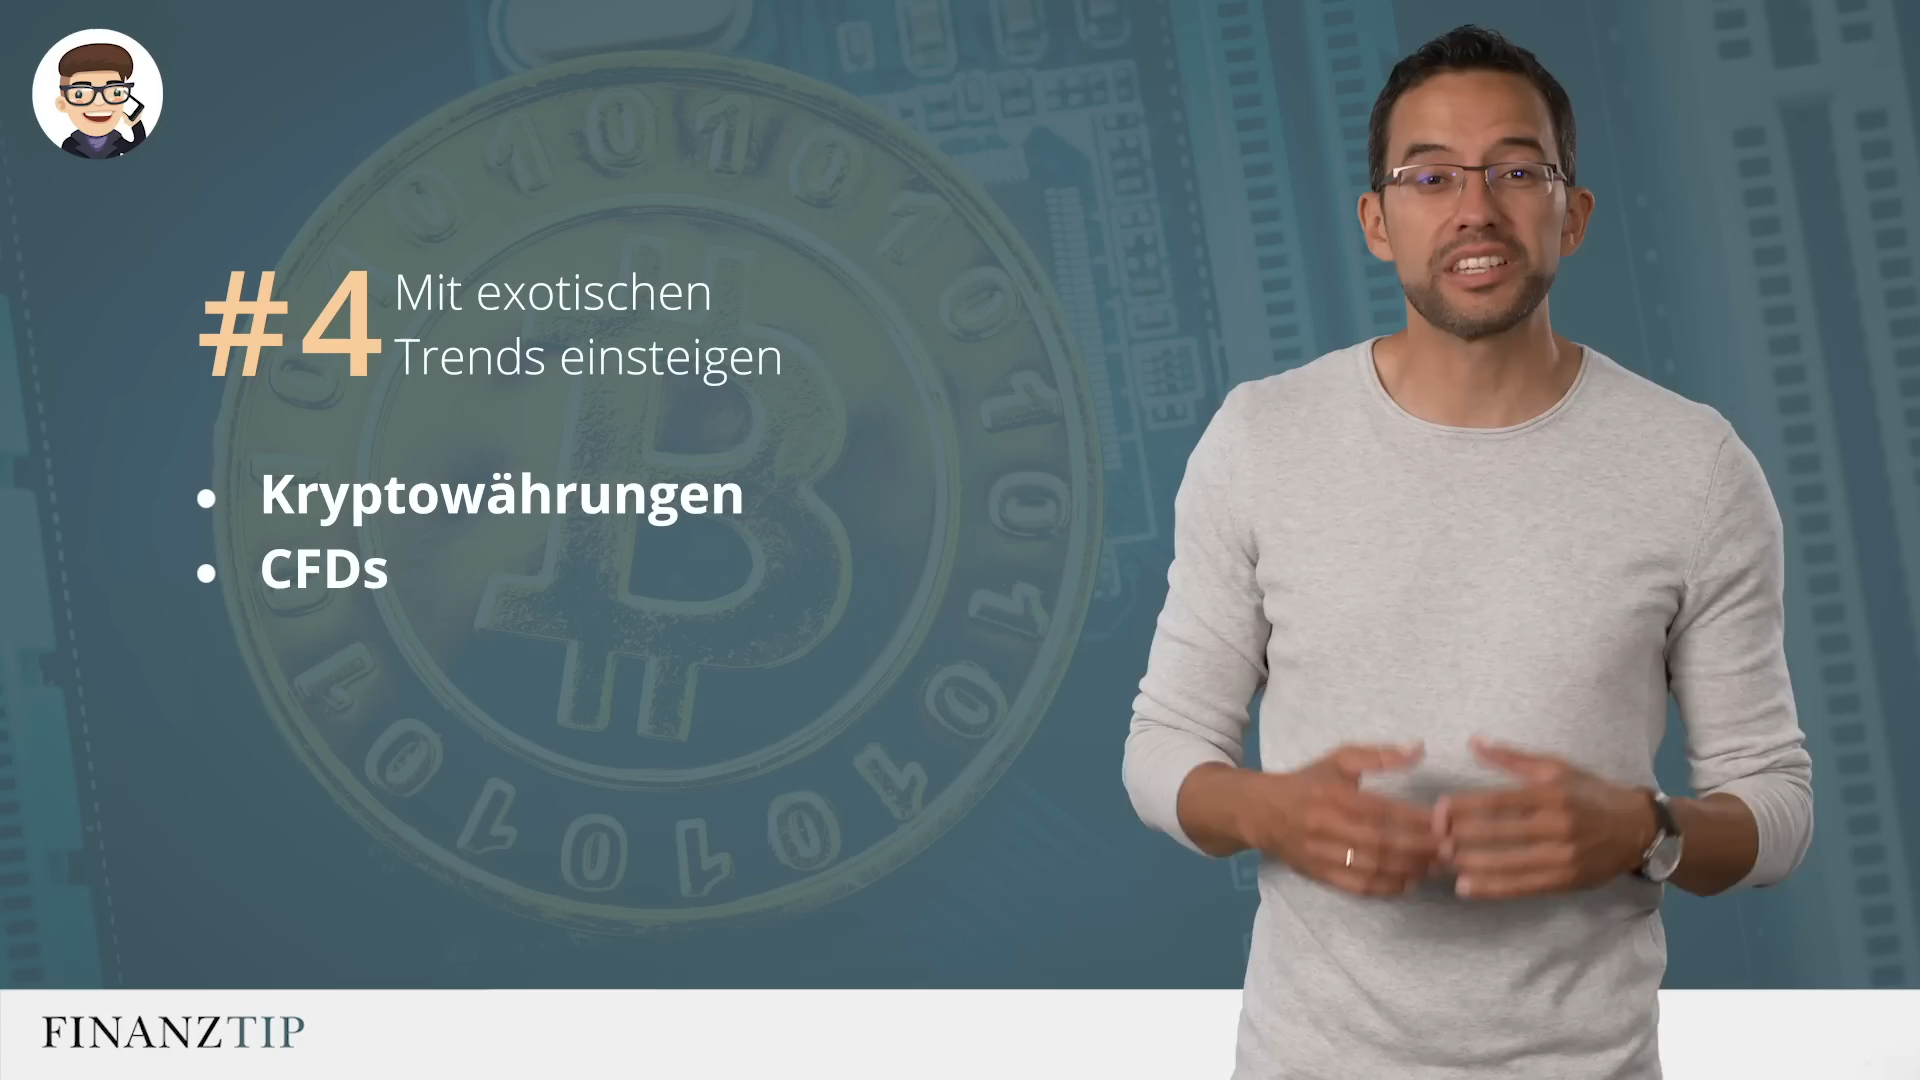 #4 Mit exotischen
Trends einsteigen
• Kryptowährungen
• CFDs
FINANZTIP